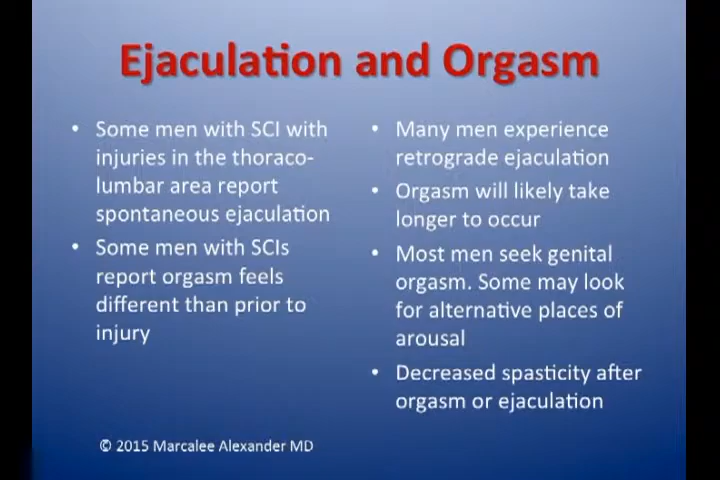 Ejaculation and Orgasm
• Some men with SCI with
injuries in the thoraco-
lumbar area report
spontaneous ejaculation
• Some men with SCIs
report orgasm feels
different than prior to
injury
• Many men experience
retrograde ejaculation
• Orgasm will likely take
longer to occur
• Most men seek genital
orgasm. Some may look
for alternative places of
arousal
• Decreased spasticity after
orgasm or ejaculation
© 2015 Marcalee Alexander MD